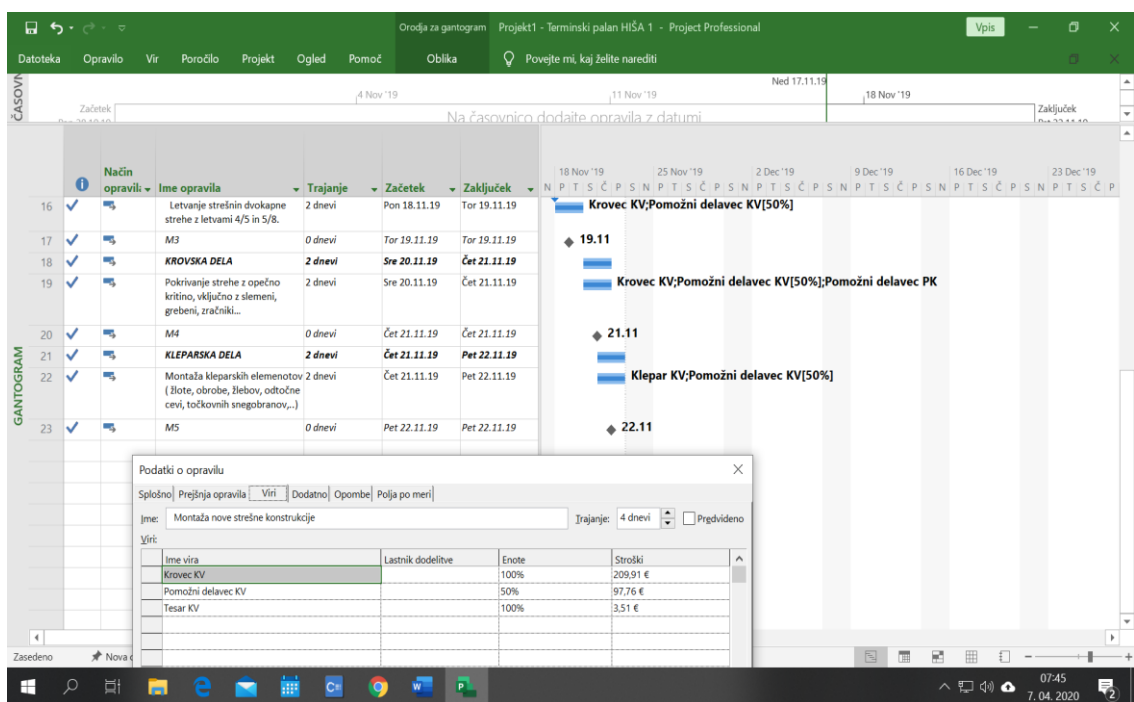 Orodja za gantogram Projekt1 - Terminski palan HIŠA 1 - Project Professional Vpis
Datoteka Opravilo Vir Poročilo Projekt Ogled Pomoč Oblika Povejte mi, kaj želite narediti
Ned 17.11.19
4 Nov '19 11 Nov '19 18 Nov '19
Začetek Zaključek
Na časovnico dodajte opravila z datumi
ČASOVN
Način
opravila Ime opravila Trajanje Začetek Zaključek
18 Nov '19 25 Nov '19 2 Dec '19 9 Dec '19 16 Dec '19 23 Dec '19
N P T S Č P S N P T S Č P S N P T S Č P S N P T S Č P S N P T S Č P S N P T S Č P
16 Letvanje strešnin dvokapne 2 dnevi Pon 18.11.19 Tor 19.11.19 Krovec KV;Pomožni delavec KV[50%]
strehe z letvami 4/5 in 5/8.
17 M3 0 dnevi Tor 19.11.19 Tor 19.11.19 19.11
18 KROVSKA DELA 2 dnevi Sre 20.11.19 Čet 21.11.19
19 Pokrivanje strehe z opečno 2 dnevi Sre 20.11.19 Čet 21.11.19 Krovec KV;Pomožni delavec KV[50%];Pomožni delavec PK
kritino, vključno z slemeni,
grebeni, zračniki...
20 M4 0 dnevi Čet 21.11.19 Čet 21.11.19 21.11
21 KLEPARSKA DELA 2 dnevi Čet 21.11.19 Pet 22.11.19
22 Montaža kleparskih elemenotov 2 dnevi Čet 21.11.19 Pet 22.11.19 Klepar KV;Pomožni delavec KV[50%]
( žlote, obrobe, žlebov, odtočne
cevi, točkovnih snegobranov,..)
23 M5 0 dnevi Pet 22.11.19 Pet 22.11.19 22.11
GANTOGRAM
Podatki o opravilu
Splošno Prejšnja opravila Viri Dodatno Opombe Polja po meri
Ime: Montaža nove strešne konstrukcije Trajanje: 4 dnevi Predvideno
Viri:
Ime vira Lastnik dodelitve Enote Stroški
Krovec KV 100% 209,91 €
Pomožni delavec KV 50% 97,76 €
Tesar KV 100% 3,51 €
Zasedeno Nova
07:45
7. 04. 2020